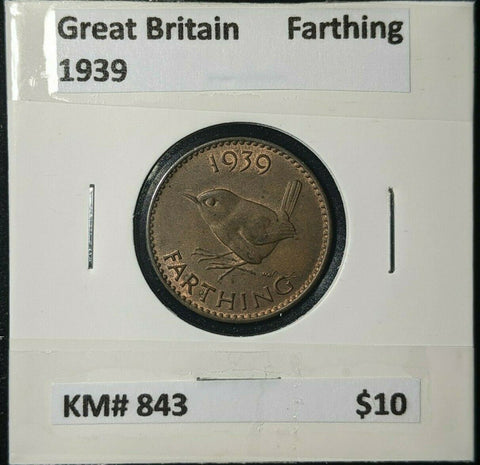 Great Britain Farthing
1939
1939
FARTHING
KM# 843 $10